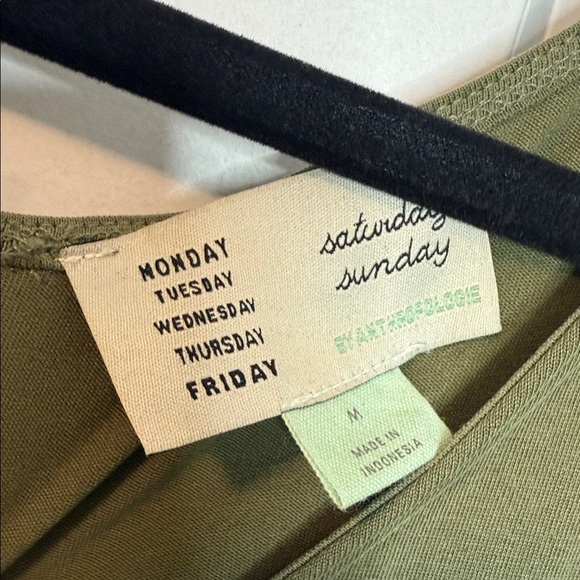 MONDAY
TUESDAY
WEDNESDAY
THURSDAY
FRIDAY
saturday
sunday
BY ANTHROPOLOGIE
M
MADE IN
INDONESIA